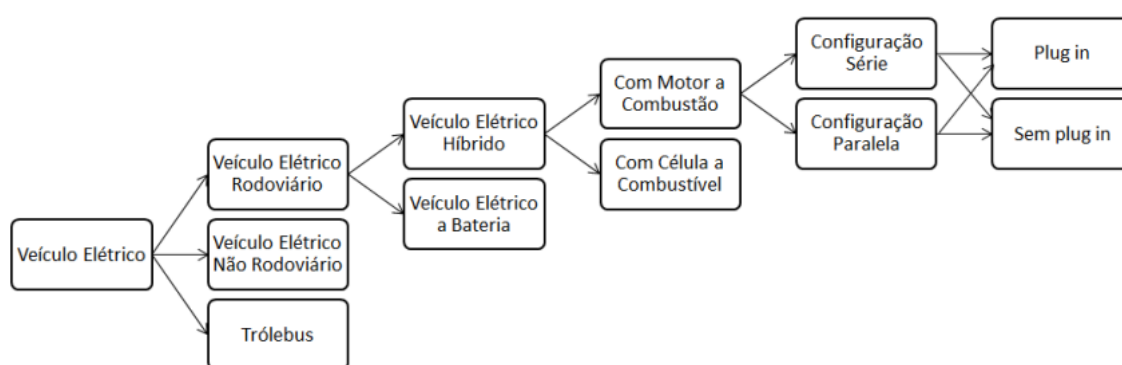 Veículo Elétrico
Veículo Elétrico
Rodoviário
Veículo Elétrico
Não Rodoviário
Trólebus
Veículo Elétrico
Híbrido
Veículo Elétrico
a Bateria
Com Motor a
Combustão
Com Célula a
Combustível
Configuração
Série
Configuração
Paralela
Plug in
Sem plug in